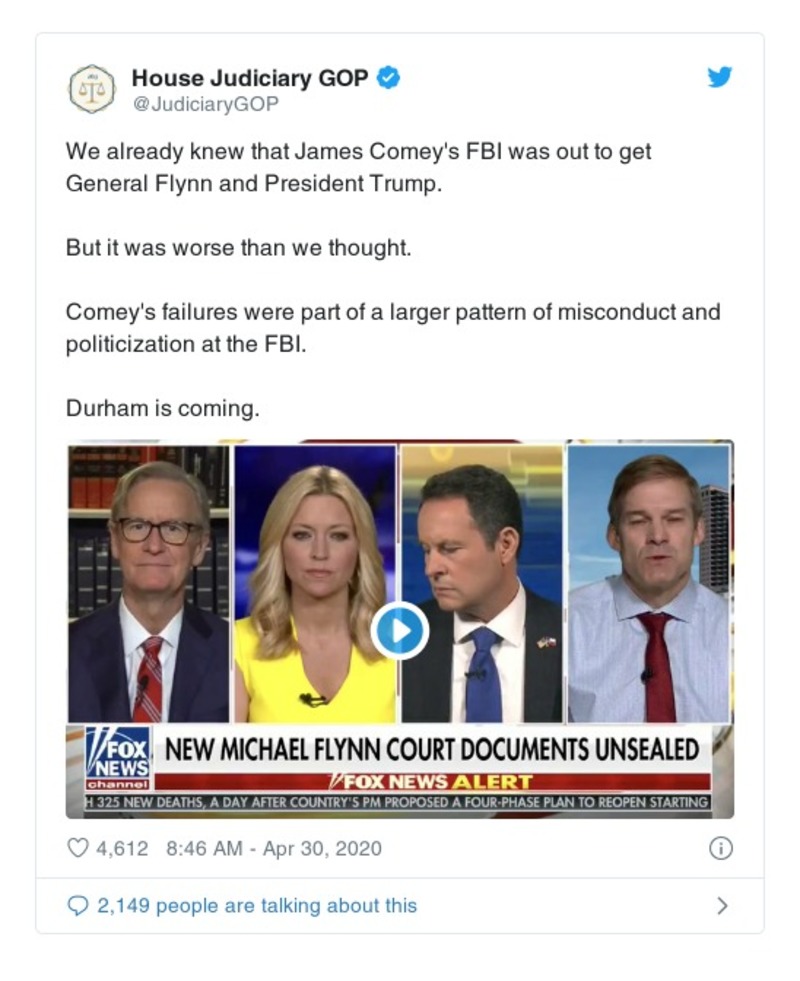 House Judiciary GOP
@JudiciaryGOP
We already knew that James Comey's FBI was out to get
General Flynn and President Trump.
But it was worse than we thought.
Comey's failures were part of a larger pattern of misconduct and
politicization at the FBI.
Durham is coming.
FOX
NEWS
channel
NEW MICHAEL FLYNN COURT DOCUMENTS UNSEALED
FOX NEWS ALERT
H 325 NEW DEATHS, A DAY AFTER COUNTRY'S PM PROPOSED A FOUR-PHASE PLAN TO REOPEN STARTING
4,612 8:46 AM - Apr 30, 2020
2,149 people are talking about this